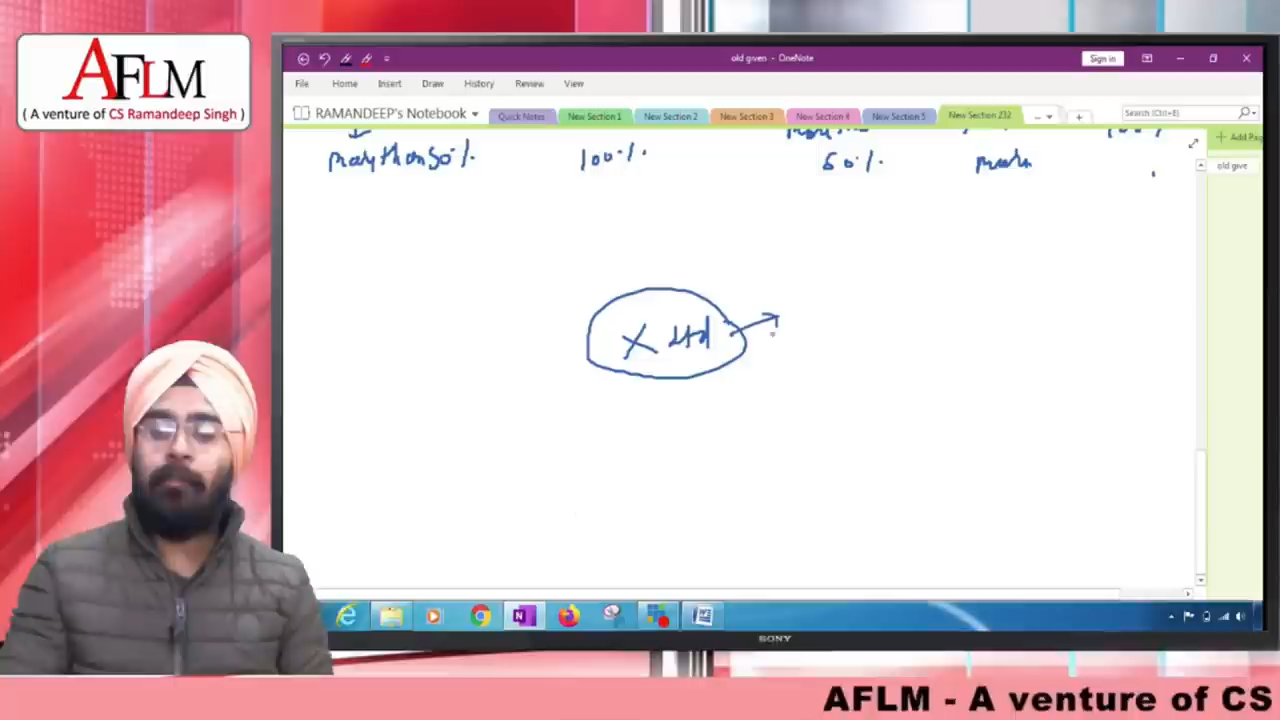 AFLM
( A venture of CS Ramandeep Singh )
old given - OneNote
Sign in
File Home Insert Draw History Review View
RAMANDEEP's Notebook
Quick Notes
New Section 1
New Section 2
New Section 3
New Section 4
New Section 5
New Section 232
Search (Ctrl+E)
Add Pag
old give
50%. 100%. 50%.
X Ltd
SONY
AFLM - A venture of CS